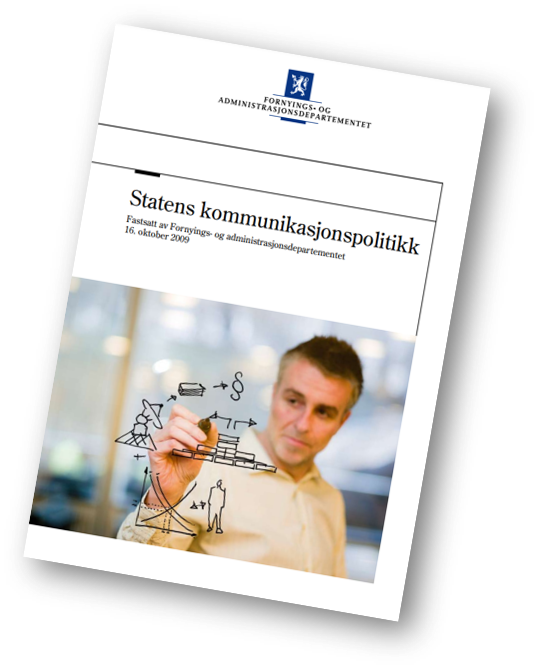 FORNYINGS- OG
ADMINISTRASJONSDEPARTEMENTET
Statens kommunikasjonspolitikk
Fastsatt av Fornyings- og administrasjonsdepartementet
16. oktober 2009
§